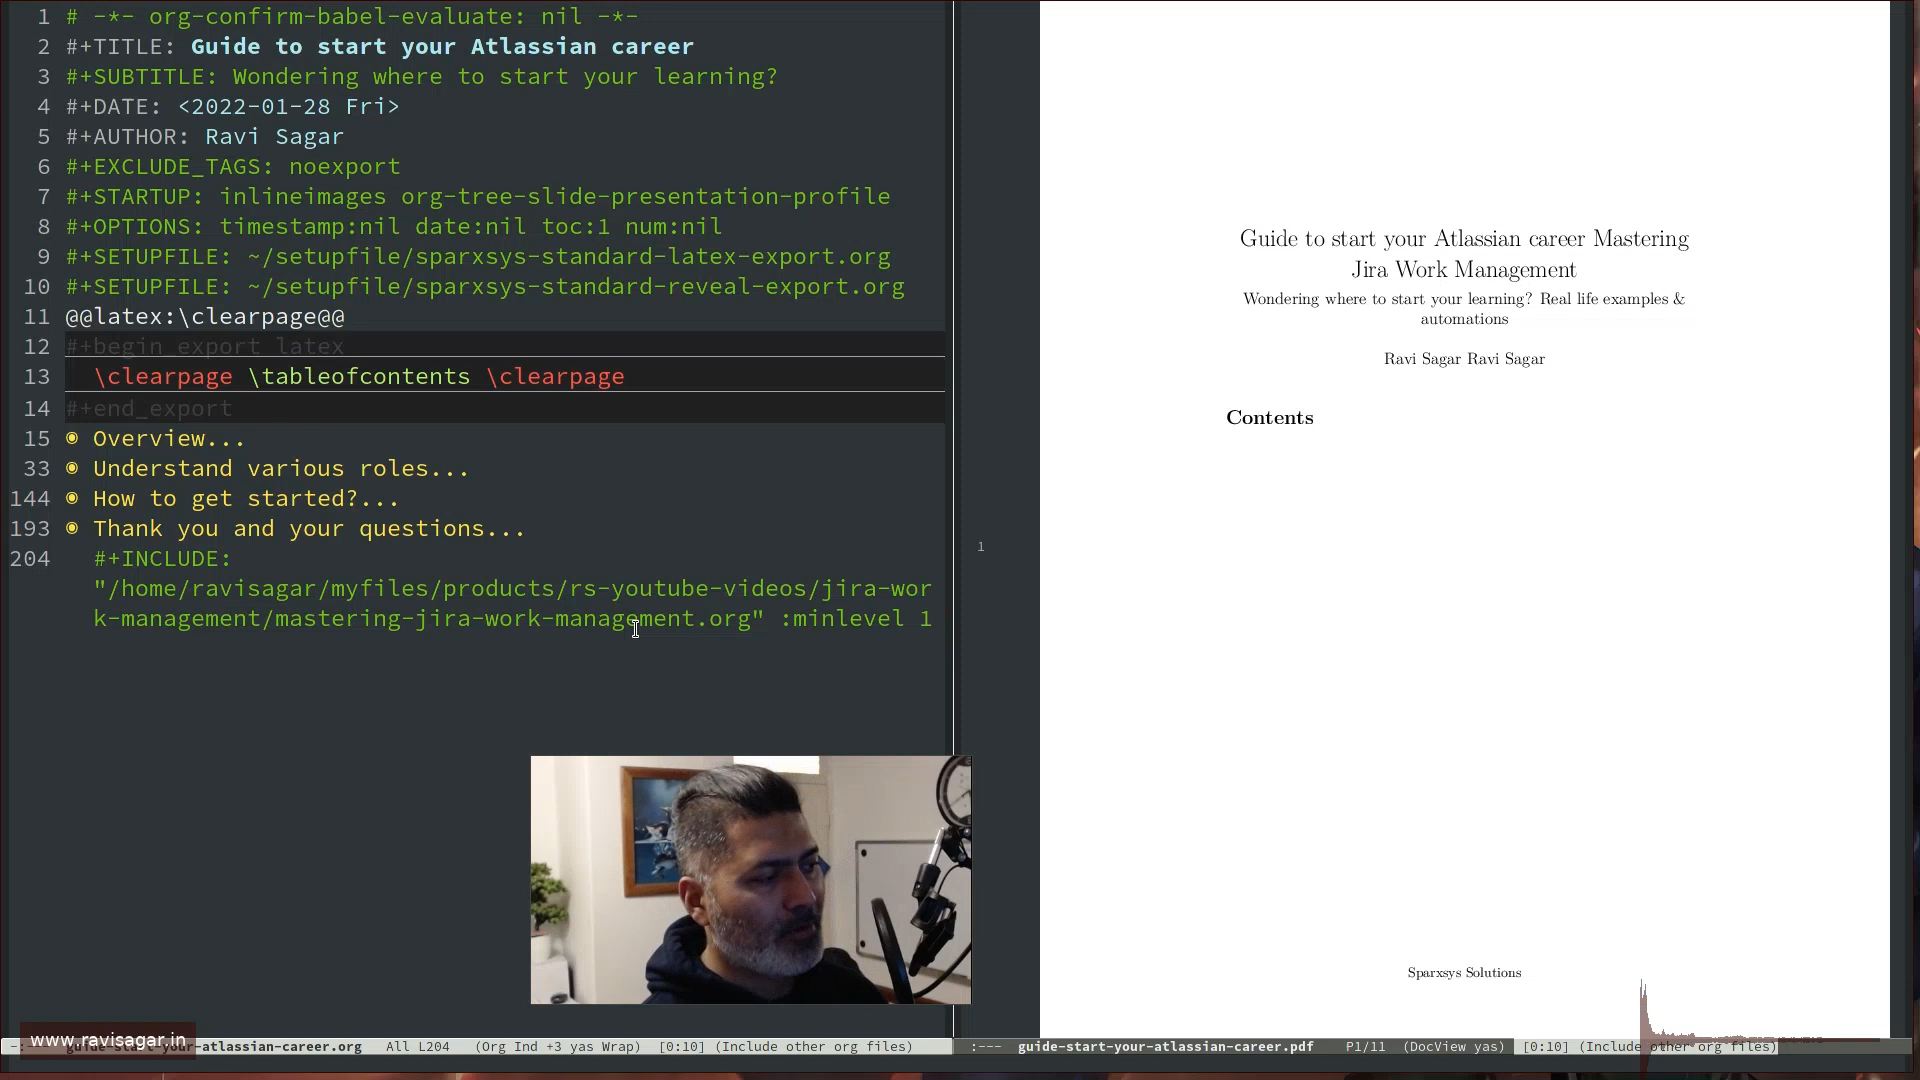 1 # -*- org-confirm-babel-evaluate: nil -*-
2 #+TITLE: Guide to start your Atlassian career
3 #+SUBTITLE: Wondering where to start your learning?
4 #+DATE: <2022-01-28 Fri>
5 #+AUTHOR: Ravi Sagar
6 #+EXCLUDE_TAGS: noexport
7 #+STARTUP: inlineimages org-tree-slide-presentation-profile
8 #+OPTIONS: timestamp:nil date:nil toc:1 num:nil
9 #+SETUPFILE: ~/setupfile/sparxsys-standard-latex-export.org
10 #+SETUPFILE: ~/setupfile/sparxsys-standard-reveal-export.org
11 @@latex:\clearpage@@
12 #+begin_export latex
13 \clearpage \tableofcontents \clearpage
14 #+end_export
15 ◉ Overview...
33 ◉ Understand various roles...
144 ◉ How to get started?...
193 ◉ Thank you and your questions...
204 #+INCLUDE:
"/home/ravisagar/myfiles/products/rs-youtube-videos/jira-wor
k-management/mastering-jira-work-management.org" :minlevel 1
www.ravisagar.in
-:--- guide-start-your-atlassian-career.org All L204 (Org Ind +3 yas Wrap) [0:10] (Include other org files)
Guide to start your Atlassian career Mastering
Jira Work Management
Wondering where to start your learning? Real life examples &
automations
Ravi Sagar Ravi Sagar
Contents
1
Sparxsys Solutions
:--- guide-start-your-atlassian-career.pdf P1/11 (DocView yas) [0:10] (Include other org files)